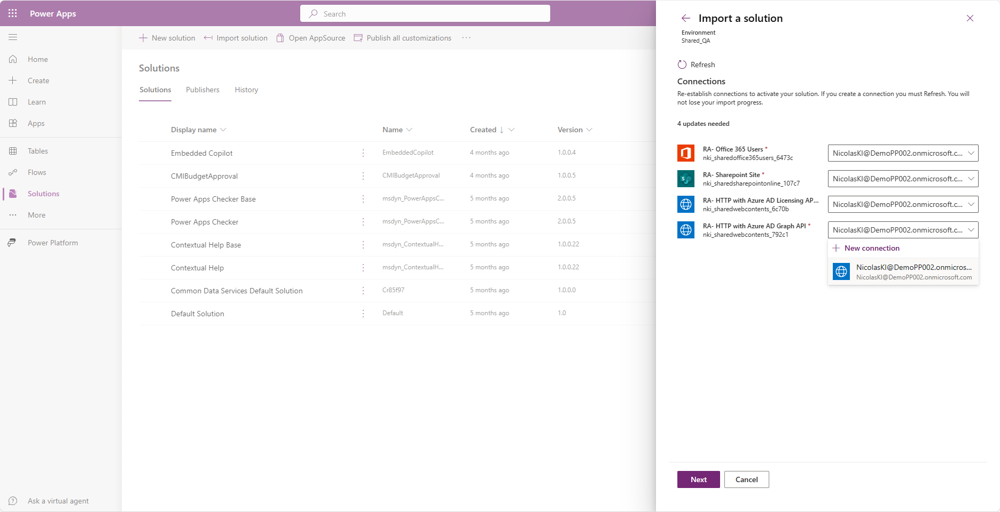 Power Apps
Search
Home
Create
Learn
Apps
Tables
Flows
Solutions
More
Power Platform
Ask a virtual agent
New solution
Import solution
Open AppSource
Publish all customizations
Solutions
Solutions Publishers History
Display name Name Created ↓ Version
Embedded Copilot EmbeddedCopilot 4 months ago 1.0.0.4
CMIBudgetApproval CMIBudgetApproval 4 months ago 1.0.0.5
Power Apps Checker Base msdyn_PowerAppsC... 5 months ago 2.0.0.5
Power Apps Checker msdyn_PowerAppsC... 5 months ago 2.0.0.5
Contextual Help Base msdyn_ContextualH... 5 months ago 1.0.0.22
Contextual Help msdyn_ContextualH... 5 months ago 1.0.0.22
Common Data Services Default Solution Cr85f97 5 months ago 1.0.0.0
Default Solution Default 5 months ago 1.0
Import a solution
Environment
Shared_QA
Refresh
Connections
Re-establish connections to activate your solution. If you create a connection you must Refresh. You will
not lose your import progress.
4 updates needed
RA- Office 365 Users *
nki_sharedoffice365users_6473c
NicolasKI@DemoPP002.onmicrosoft.c...
RA- Sharepoint Site *
nki_sharedsharepointonline_107c7
NicolasKI@DemoPP002.onmicrosoft.c...
RA- HTTP with Azure AD Licensing AP...
nki_sharedwebcontents_6c70b
NicolasKI@DemoPP002.onmicrosoft.c...
RA- HTTP with Azure AD Graph API *
nki_sharedwebcontents_792c1
NicolasKI@DemoPP002.onmicrosoft.c...
New connection
NicolasKI@DemoPP002.onmicros...
NicolasKI@DemoPP002.onmicrosoft.com
Next
Cancel